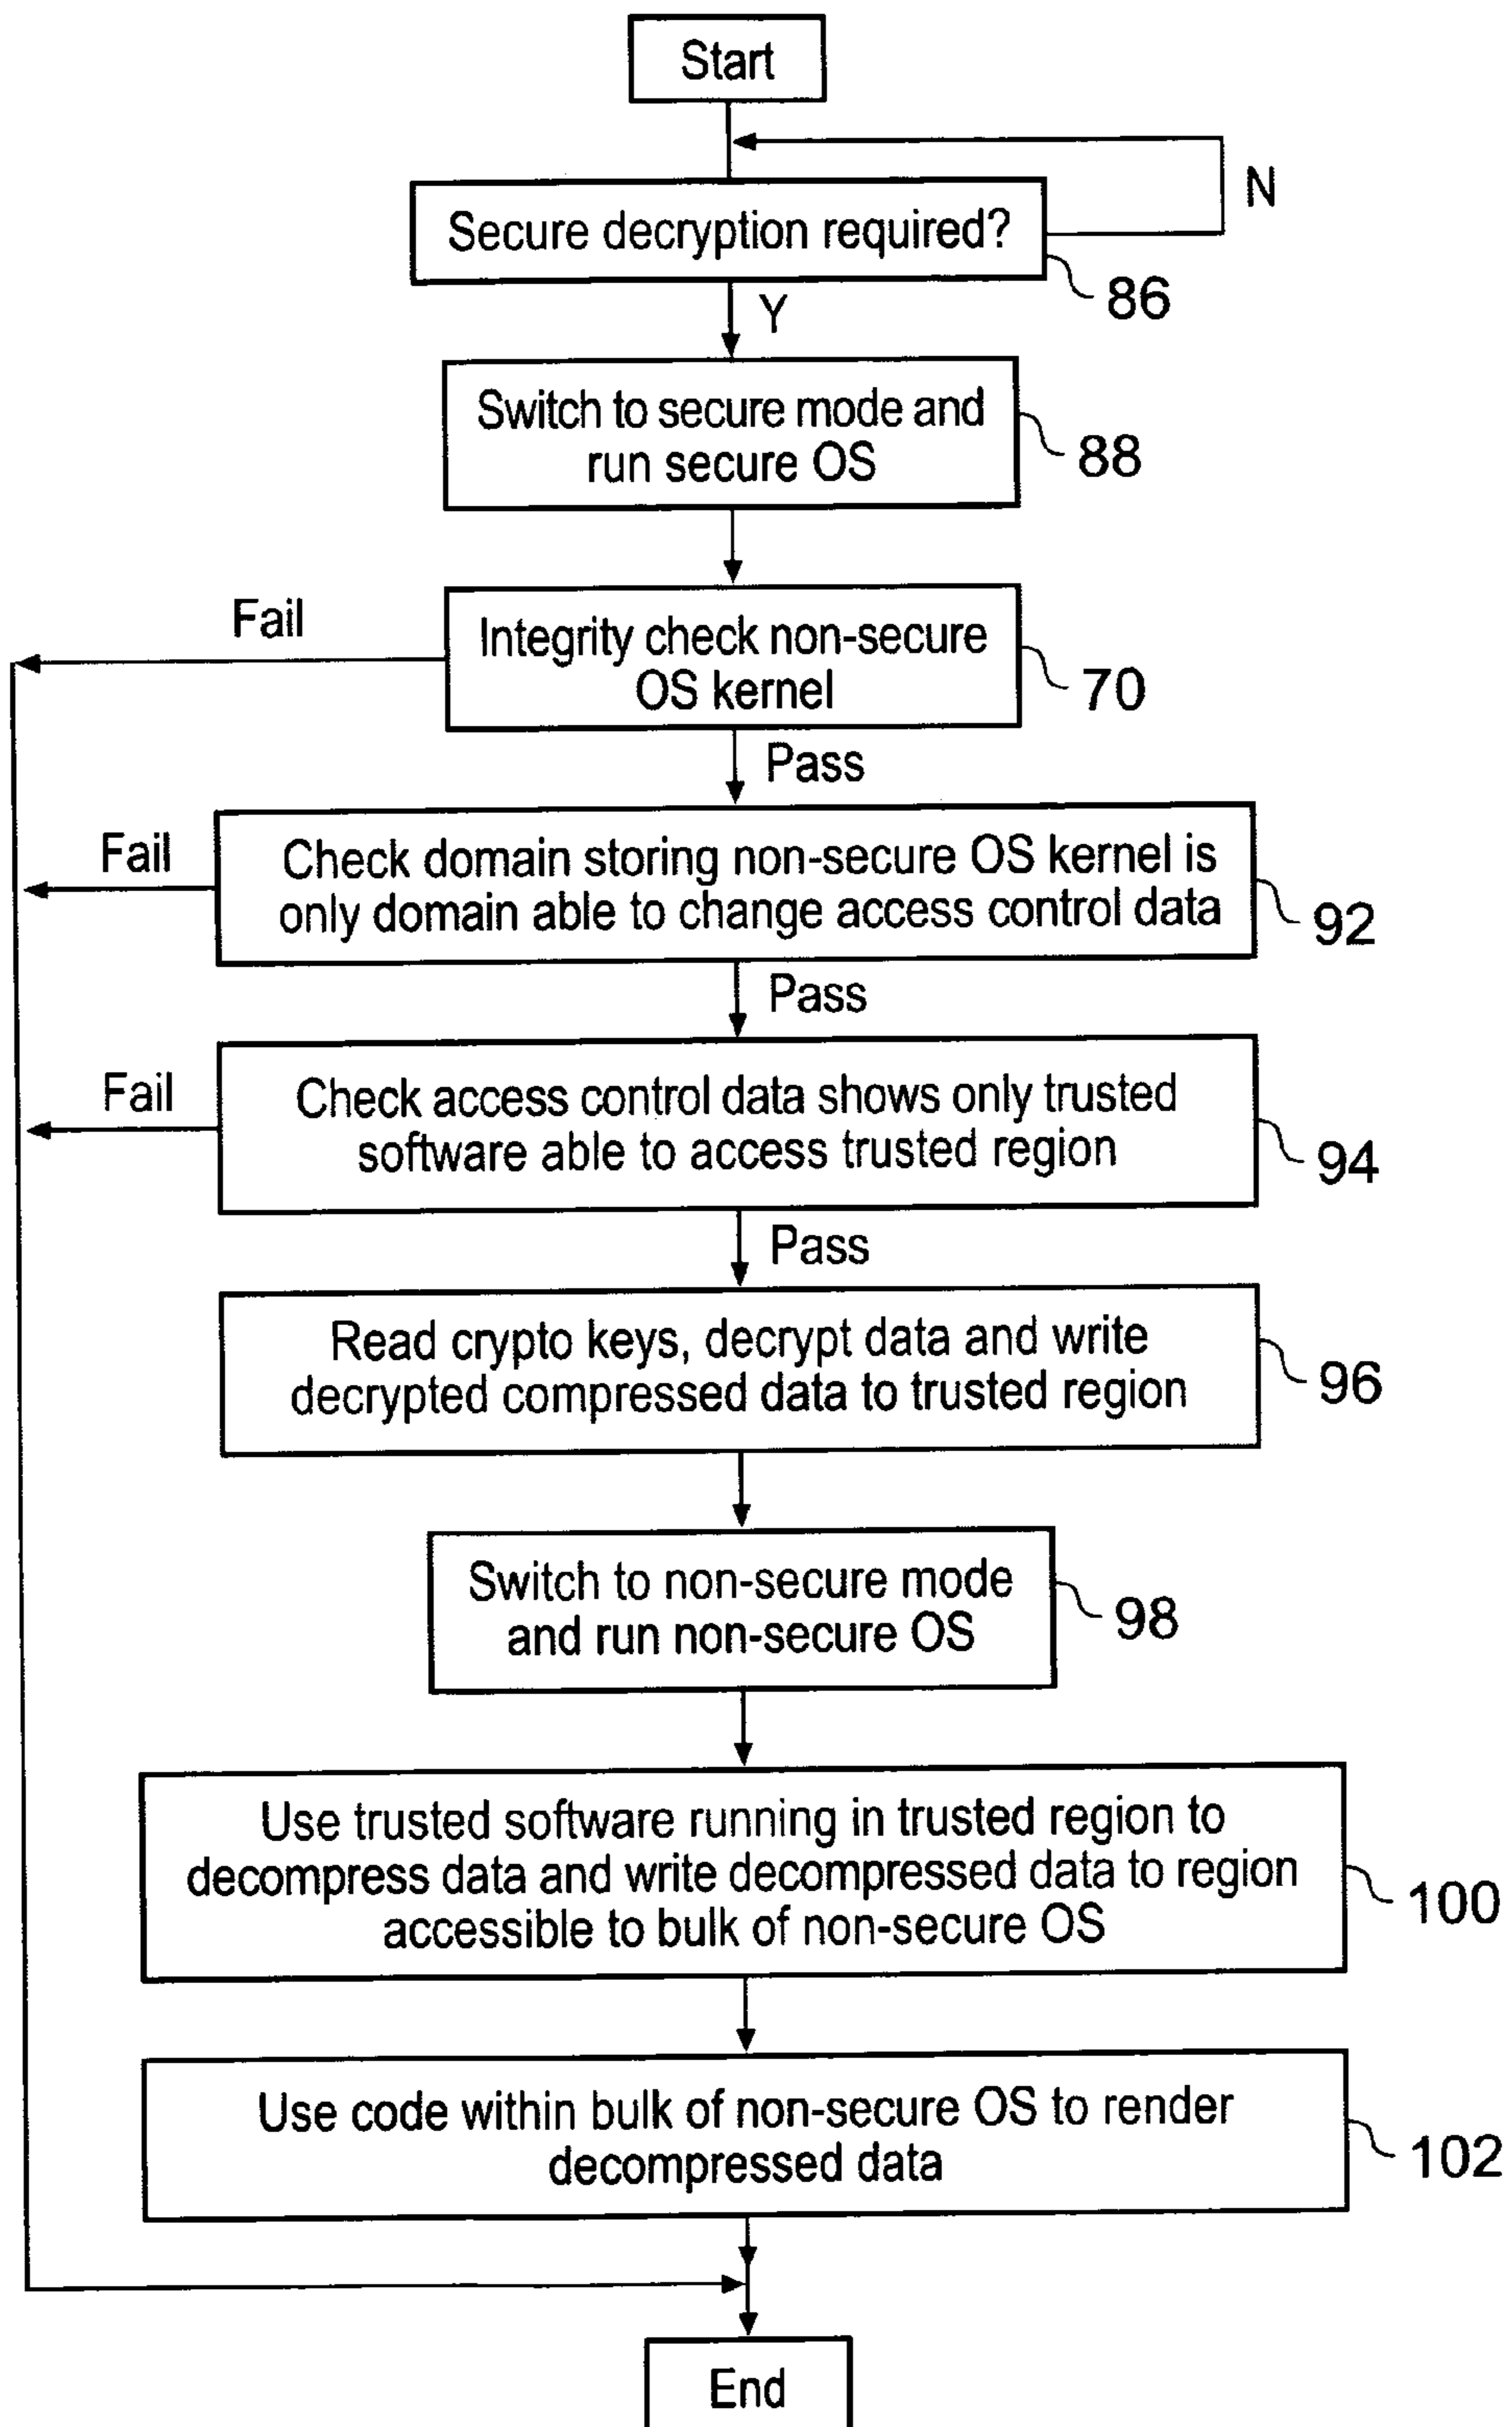 Start
N
Secure decryption required?
86
Y
Switch to secure mode and
run secure OS
88
Fail
Integrity check non-secure
OS kernel
70
Pass
Fail
Check domain storing non-secure OS kernel is
only domain able to change access control data
92
Pass
Fail
Check access control data shows only trusted
software able to access trusted region
94
Pass
Read crypto keys, decrypt data and write
decrypted compressed data to trusted region
96
Switch to non-secure mode
and run non-secure OS
98
Use trusted software running in trusted region to
decompress data and write decompressed data to region
accessible to bulk of non-secure OS
100
Use code within bulk of non-secure OS to render
decompressed data
102
End